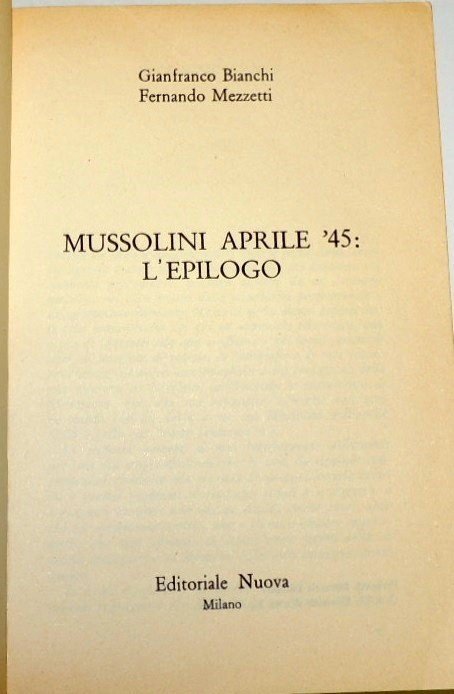 Gianfranco Bianchi
Fernando Mezzetti
MUSSOLINI APRILE '45:
L'EPILOGO
Editoriale Nuova
Milano